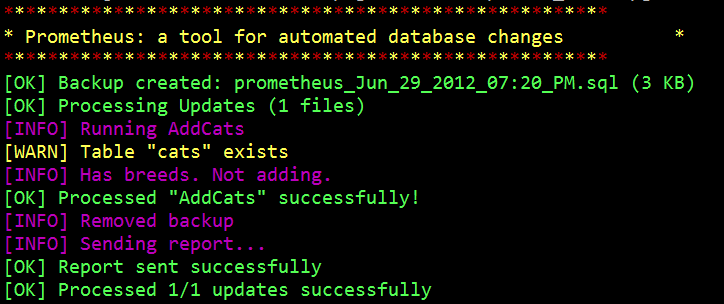 *****************************************************
* Prometheus: a tool for automated database changes          *
*****************************************************
[OK] Backup created: prometheus_Jun_29_2012_07:20_PM.sql (3 KB)
[OK] Processing Updates (1 files)
[INFO] Running AddCats
[WARN] Table "cats" exists
[INFO] Has breeds. Not adding.
[OK] Processed "AddCats" successfully!
[INFO] Removed backup
[INFO] Sending report...
[OK] Report sent successfully
[OK] Processed 1/1 updates successfully